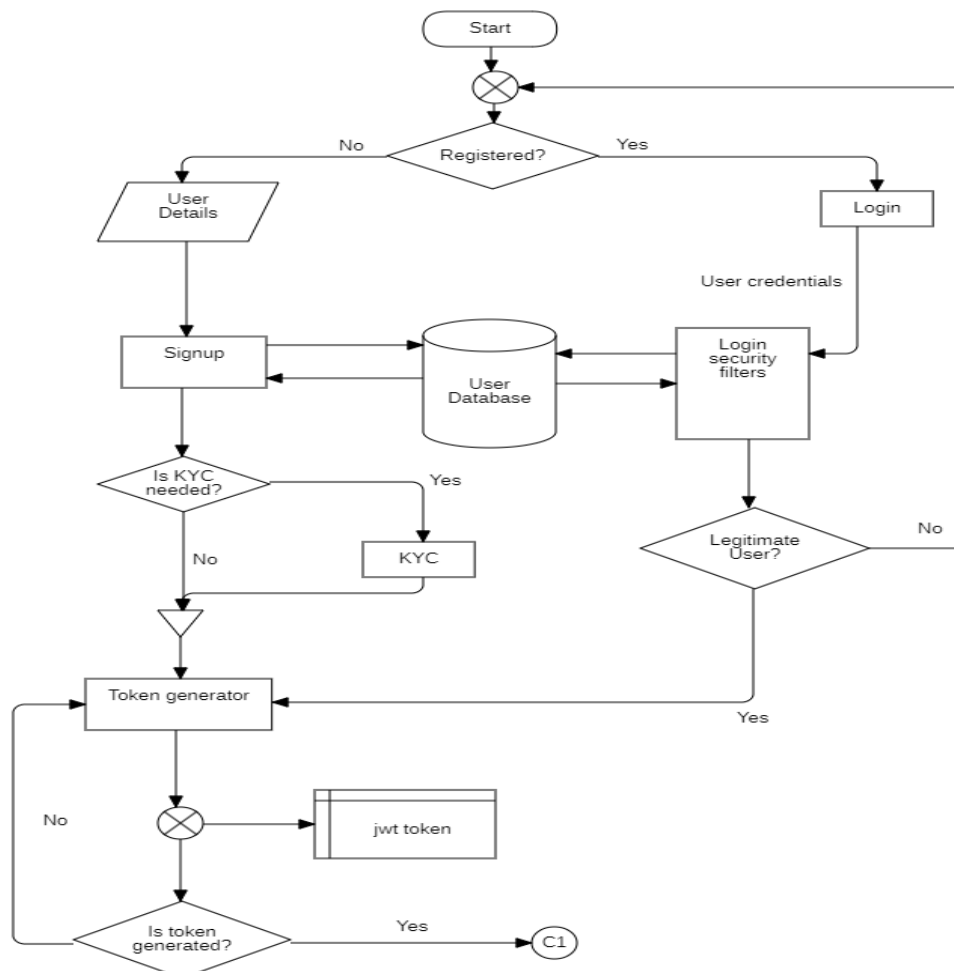 Start
Registered?
No
Yes
User
Details
Login
User credentials
Signup
User
Database
Login
security
filters
Is KYC
needed?
Yes
No
KYC
Legitimate
User?
No
Yes
Token generator
No
jwt token
Is token
generated?
Yes
C1